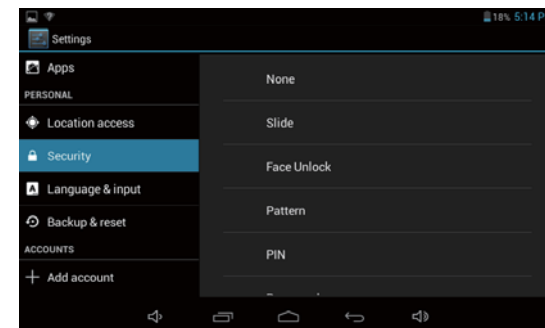 18% 5:14 P
Settings
Apps
PERSONAL
Location access
Security
Language & input
Backup & reset
ACCOUNTS
Add account
None
Slide
Face Unlock
Pattern
PIN